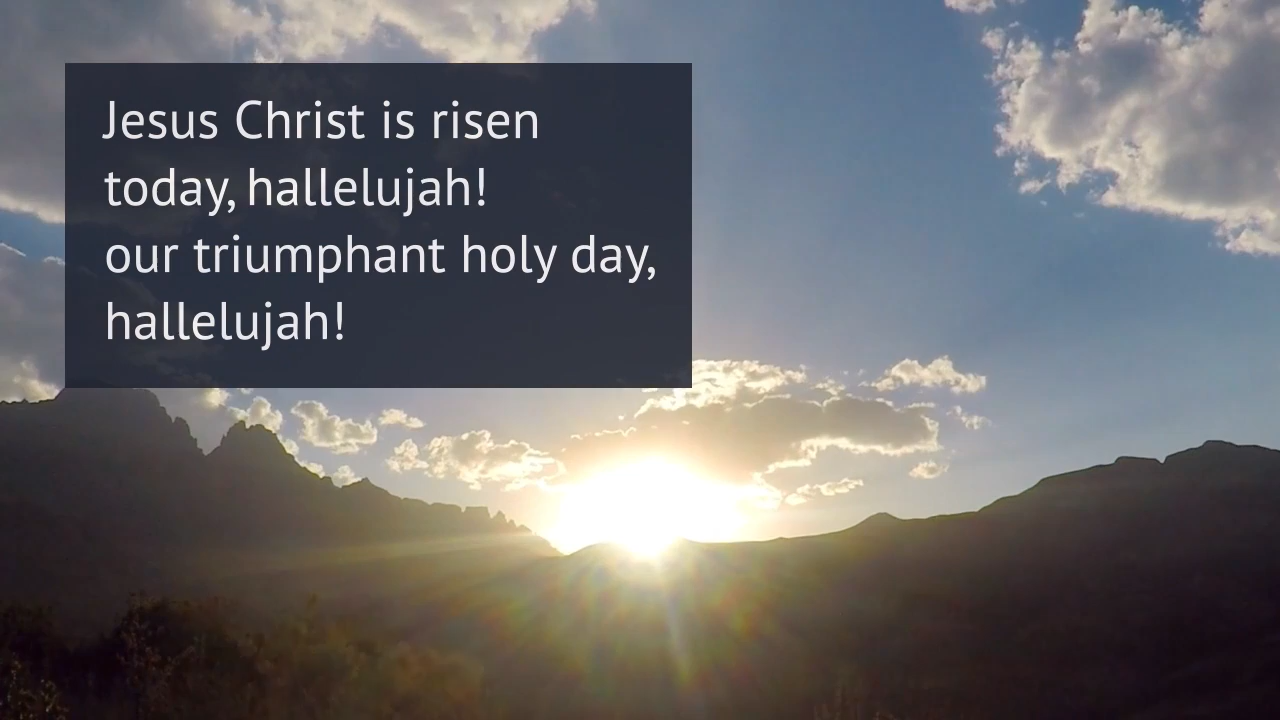 Jesus Christ is risen
today, hallelujah!
our triumphant holy day,
hallelujah!